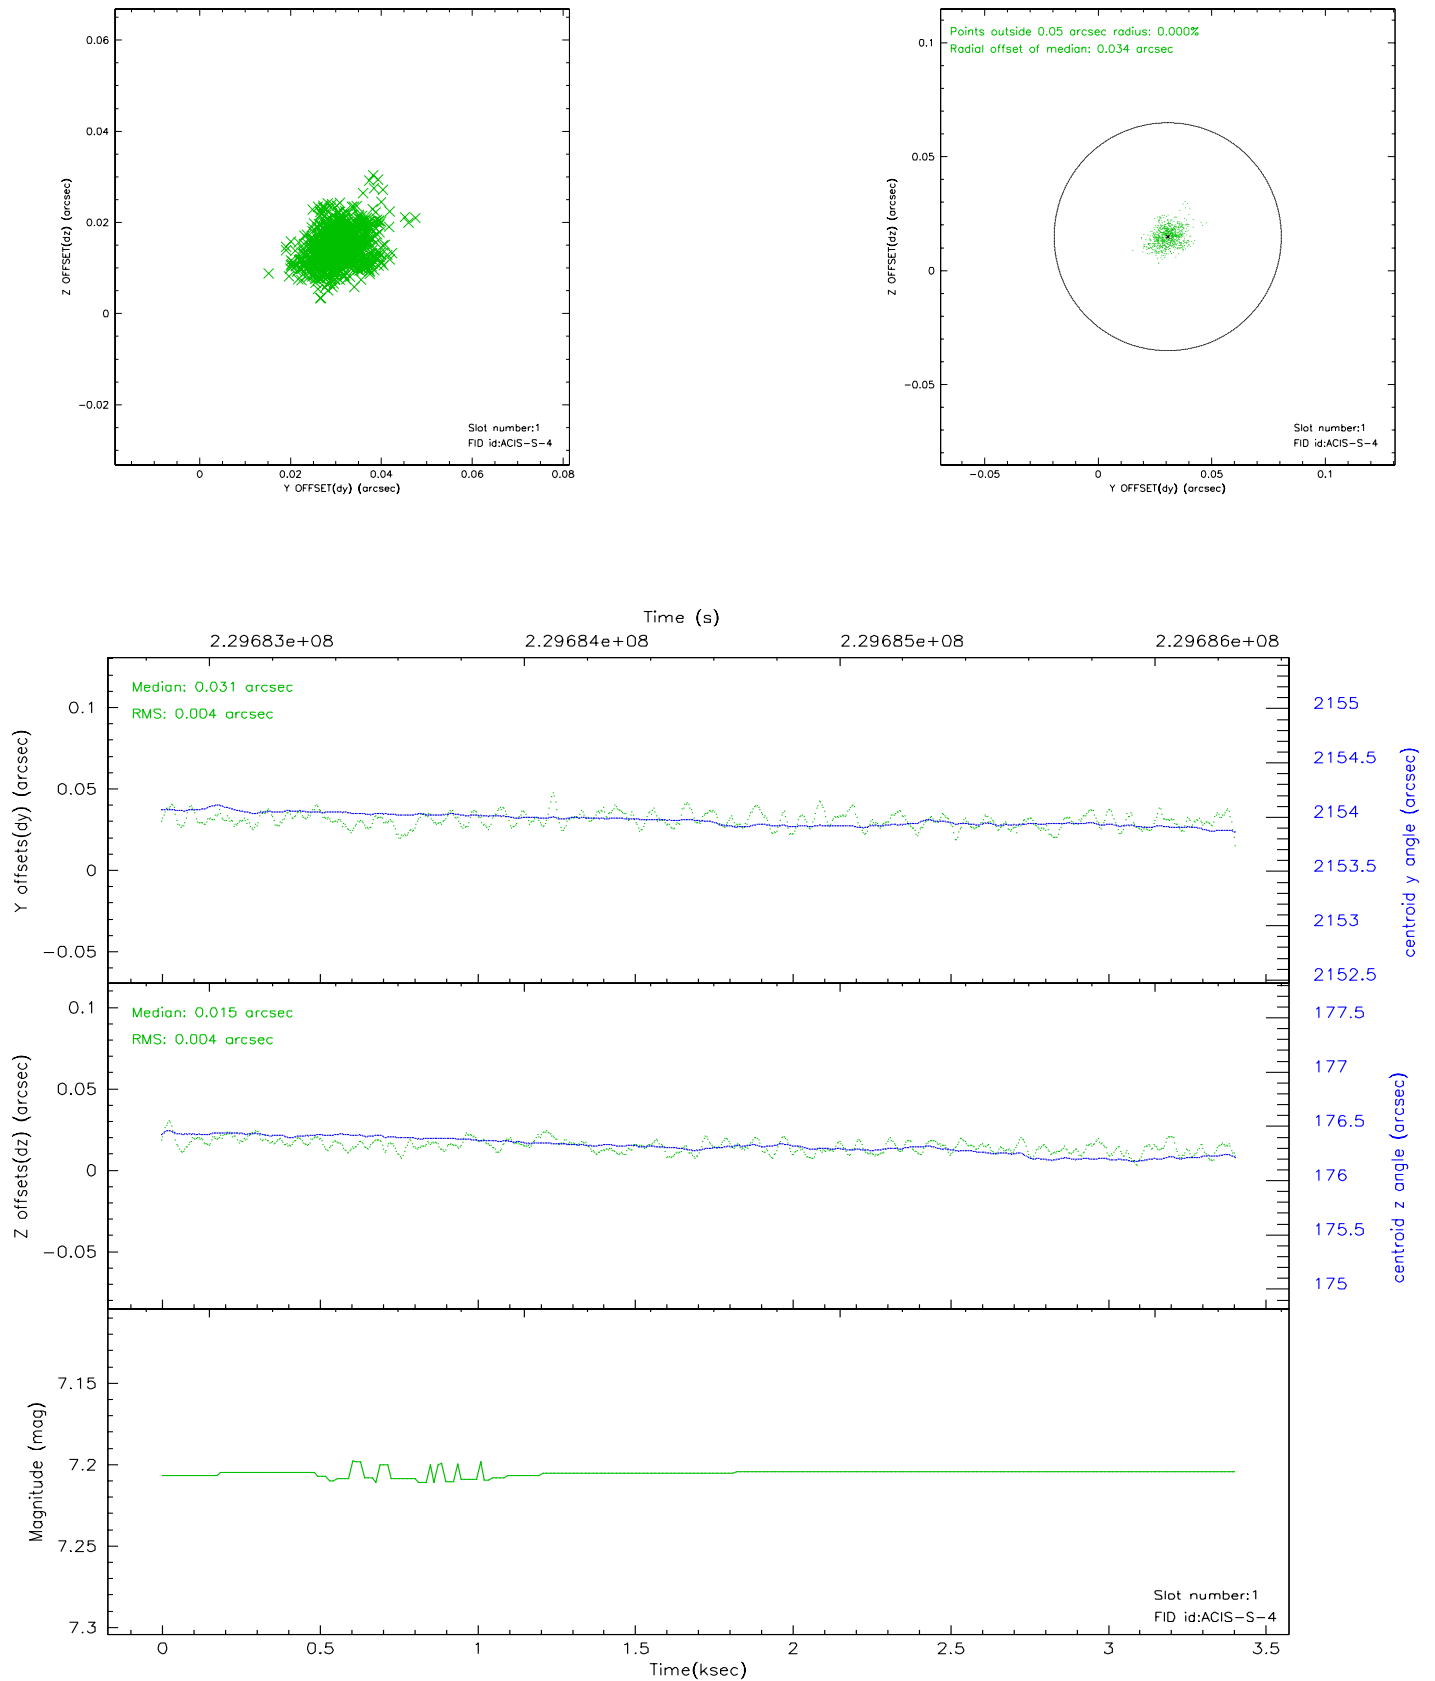 0.06
0.04
0.02
0
−0.02
Z OFFSET(dz) (arcsec)
Slot number:1
FID id:ACIS−S−4
0
0.02
0.04
0.06
0.08
Y OFFSET(dy) (arcsec)
Points outside 0.05 arcsec radius: 0.000%
Radial offset of median: 0.034 arcsec
0.1
0.05
0
−0.05
Z OFFSET(dz) (arcsec)
Slot number:1
FID id:ACIS−S−4
−0.05
0
0.05
0.1
Y OFFSET(dy) (arcsec)
Time (s)
2.29683e+08
2.29684e+08
2.29685e+08
2.29686e+08
Median: 0.031 arcsec
RMS: 0.004 arcsec
0.1
0.05
0
−0.05
Y offsets(dy) (arcsec)
2155
2154.5
2154
2153.5
2153
2152.5
centroid y angle (arcsec)
Median: 0.015 arcsec
RMS: 0.004 arcsec
0.1
0.05
0
−0.05
Z offsets(dz) (arcsec)
177.5
177
176.5
176
175.5
175
centroid z angle (arcsec)
7.15
7.2
7.25
7.3
Magnitude (mag)
Slot number:1
FID id:ACIS−S−4
0
0.5
1
1.5
2
2.5
3
3.5
Time(ksec)